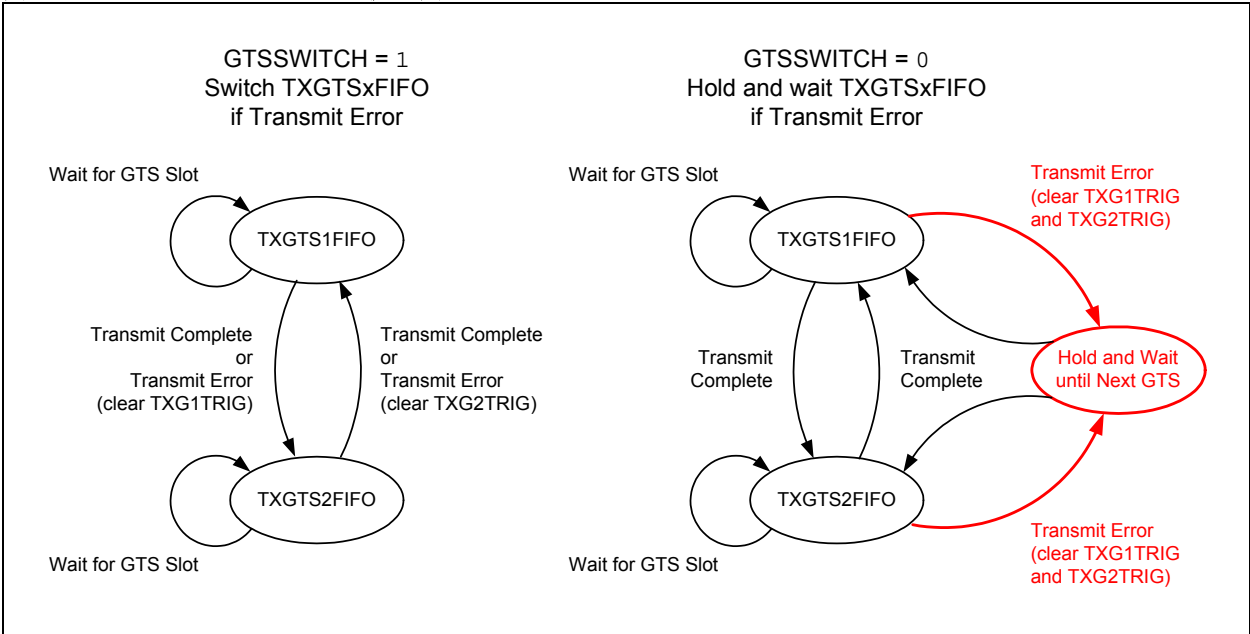 GTSSWITCH = 1
Switch TXGTSxFIFO
if Transmit Error
Wait for GTS Slot
TXGTS1FIFO
Transmit Complete
or
Transmit Error
(clear TXG1TRIG)
Transmit Complete
or
Transmit Error
(clear TXG2TRIG)
TXGTS2FIFO
Wait for GTS Slot
GTSSWITCH = 0
Hold and wait TXGTSxFIFO
if Transmit Error
Wait for GTS Slot
TXGTS1FIFO
Transmit Error
(clear TXG1TRIG
and TXG2TRIG)
Transmit
Complete
Transmit
Complete
Hold and Wait
until Next GTS
TXGTS2FIFO
Wait for GTS Slot
Transmit Error
(clear TXG1TRIG
and TXG2TRIG)